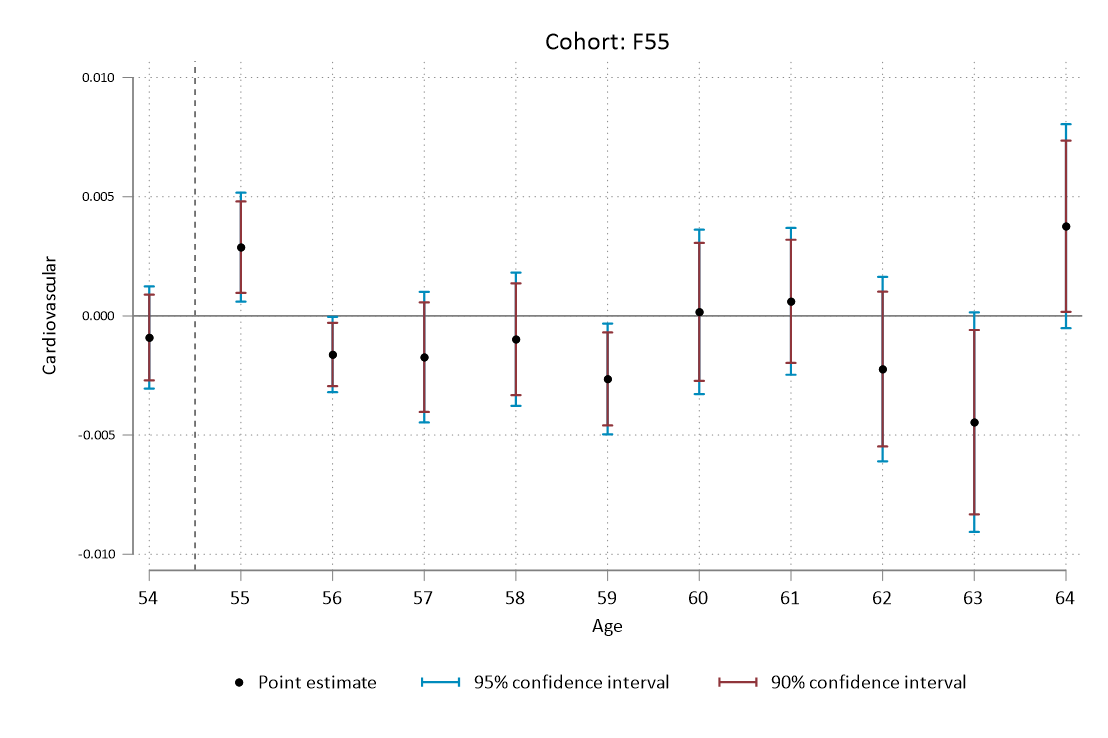 Cohort: F55
0.010
0.005
0.000
-0.005
-0.010
Cardiovascular
54 55 56 57 58 59 60 61 62 63 64
Age
Point estimate 95% confidence interval 90% confidence interval